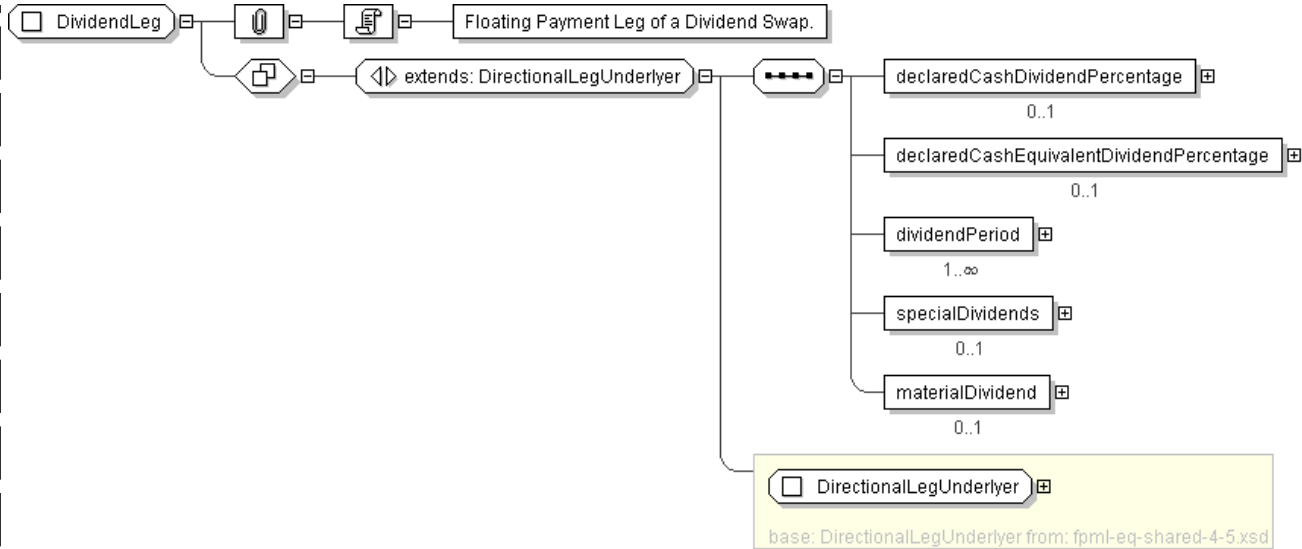 DividendLeg
Floating Payment Leg of a Dividend Swap.
extends: DirectionalLegUnderlyer
declaredCashDividendPercentage
0..1
declaredCashEquivalentDividendPercentage
0..1
dividendPeriod
1..∞
specialDividends
0..1
materialDividend
0..1
DirectionalLegUnderlyer
base: DirectionalLegUnderlyer from: fpml-eq-shared-4-5.xsd